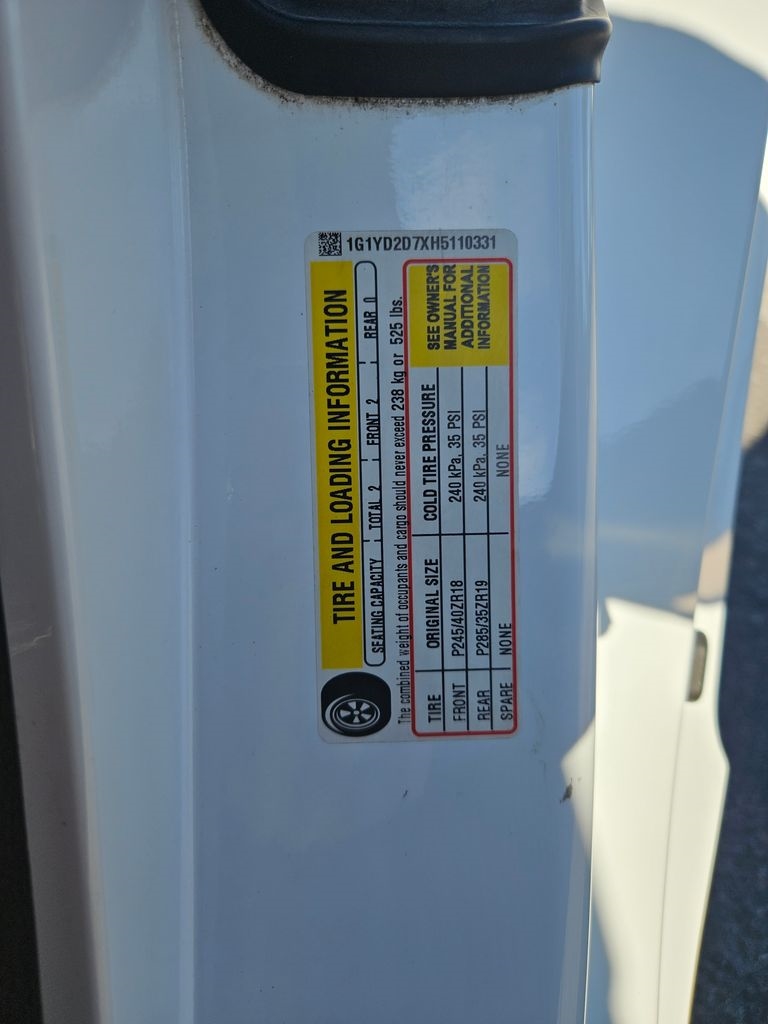 1G1YD2D7XH5110331
TIRE AND LOADING INFORMATION
SEATING CAPACITY TOTAL 2 FRONT 2 REAR 0
The combined weight of occupants and cargo should never exceed 238 kg or 525 lbs.
TIRE ORIGINAL SIZE COLD TIRE PRESSURE
FRONT P245/40ZR18 240 kPa, 35 PSI
REAR P285/35ZR19 240 kPa, 35 PSI
SPARE NONE NONE
SEE OWNER'S
MANUAL FOR
ADDITIONAL
INFORMATION